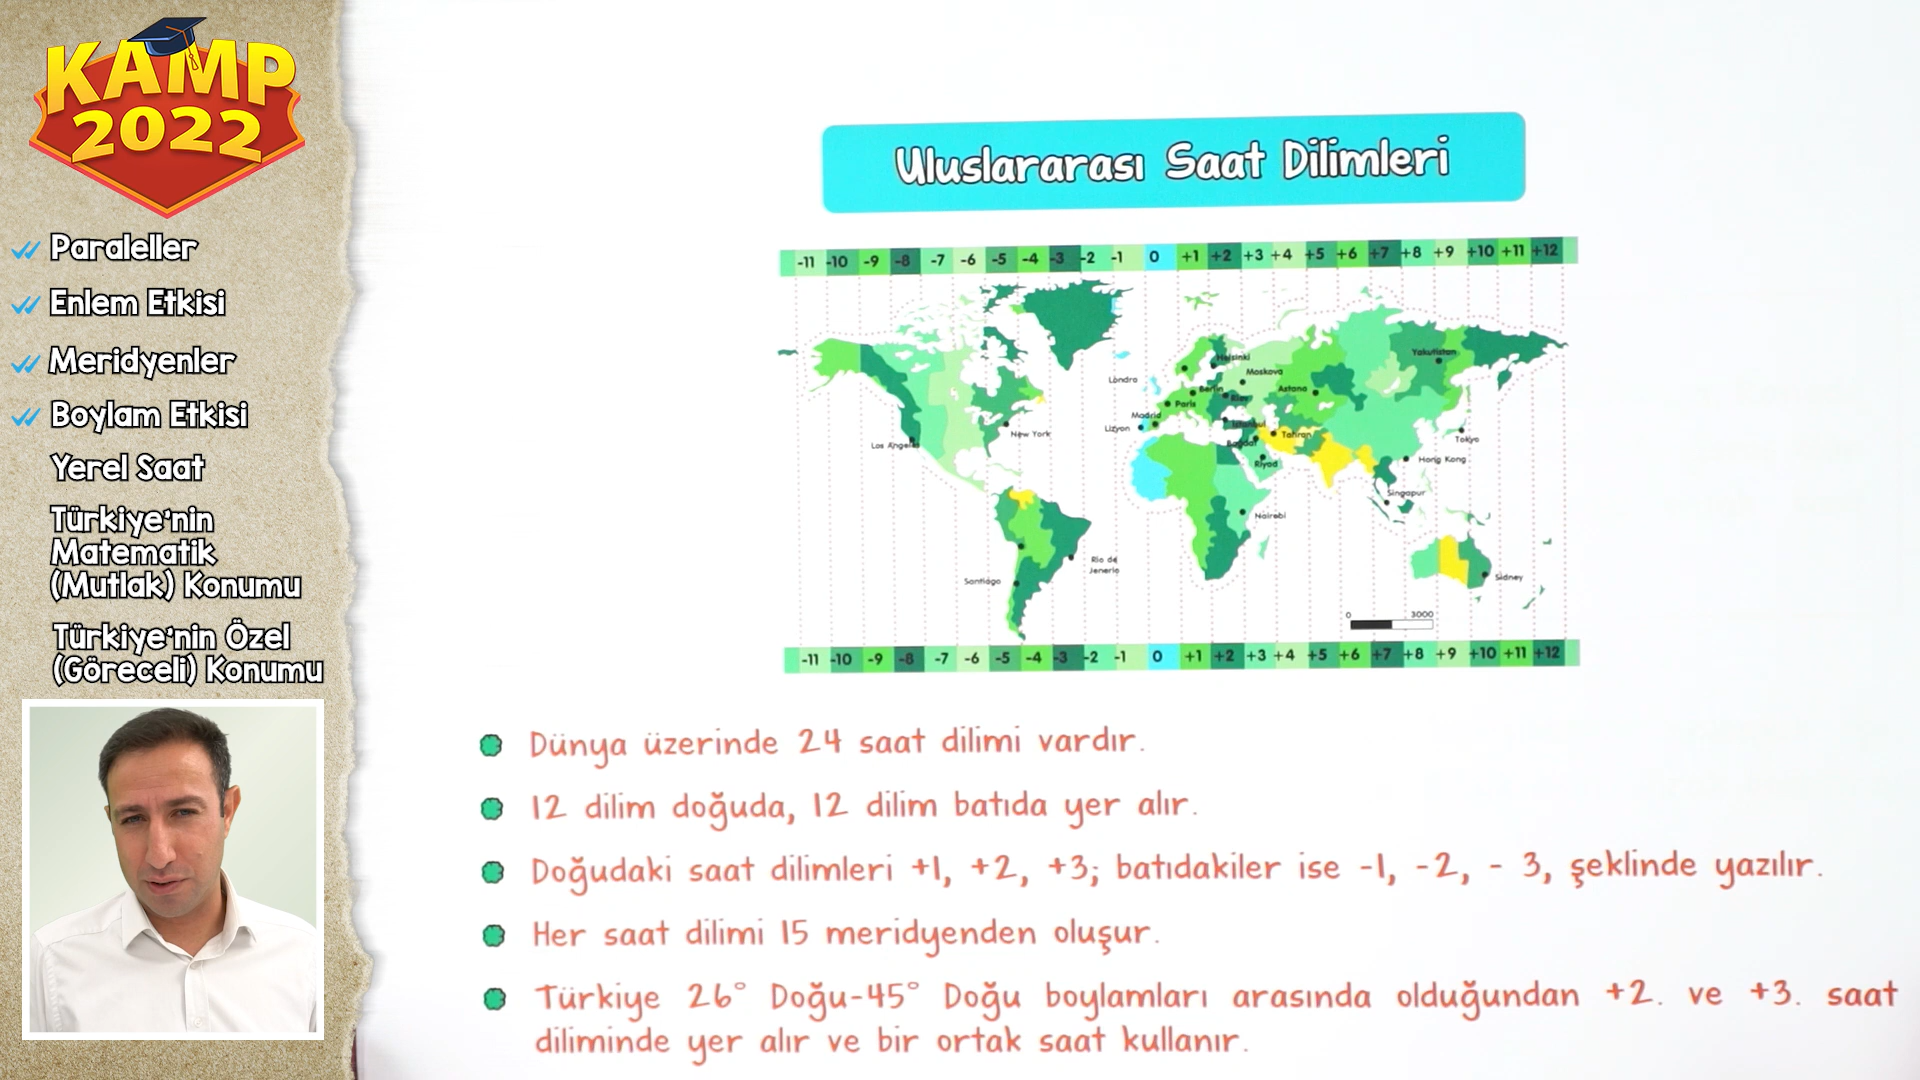 KAMP
2022
Paraleller
Enlem Etkisi
Meridyenler
Boylam Etkisi
Yerel Saat
Türkiye'nin
Matematik
(Mutlak) Konumu
Türkiye'nin Özel
(Göreceli) Konumu
Uluslararası Saat Dilimleri
-11 -10 -9 -8 -7 -6 -5 -4 -3 -2 -1 0 +1 +2 +3 +4 +5 +6 +7 +8 +9 +10 +11 +12
Helsinki
Yakutistan
Moskova
Londra
Berlin
Astana
Kiev
Paris
Madrid
Lizyon
İstanbul
New York
Tahran
Tokyo
Los Angeles
Bağdat
Hong Kong
Riyad
Singapur
Nairobi
Rio de
Jenerio
Santiago
Sidney
0 3000
-11 -10 -9 -8 -7 -6 -5 -4 -3 -2 -1 0 +1 +2 +3 +4 +5 +6 +7 +8 +9 +10 +11 +12
Dünya üzerinde 24 saat dilimi vardır.
12 dilim doğuda, 12 dilim batıda yer alır.
Doğudaki saat dilimleri +1, +2, +3; batıdakiler ise -1, -2, - 3, şeklinde yazılır.
Her saat dilimi 15 meridyenden oluşur.
Türkiye 26° Doğu-45° Doğu boylamları arasında olduğundan +2. ve +3. saat
diliminde yer alır ve bir ortak saat kullanır.